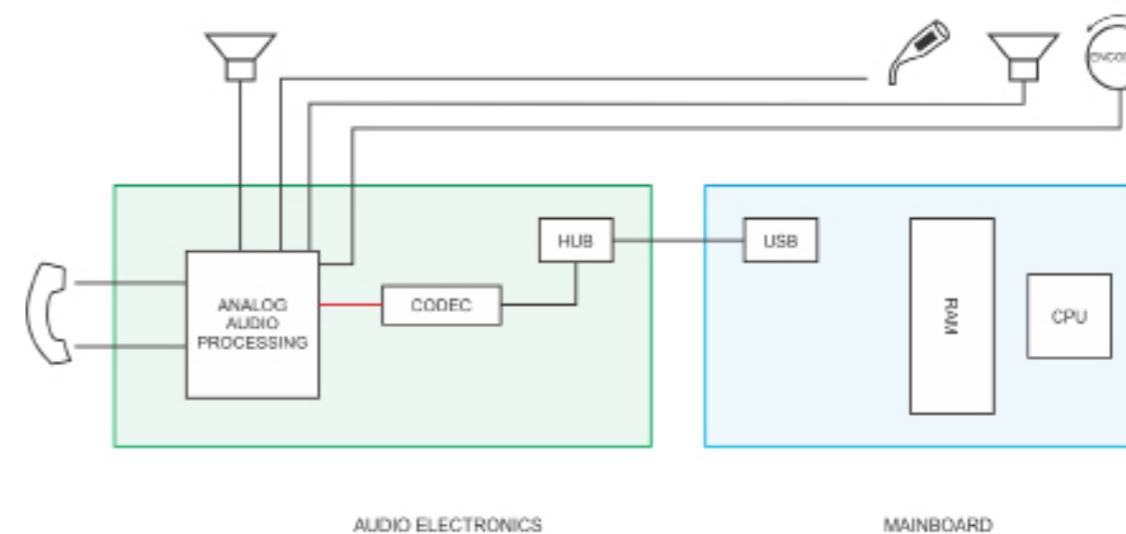 HUB
USB
ANALOG
AUDIO
PROCESSING
CODEC
RAM
CPU
AUDIO ELECTRONICS
MAINBOARD